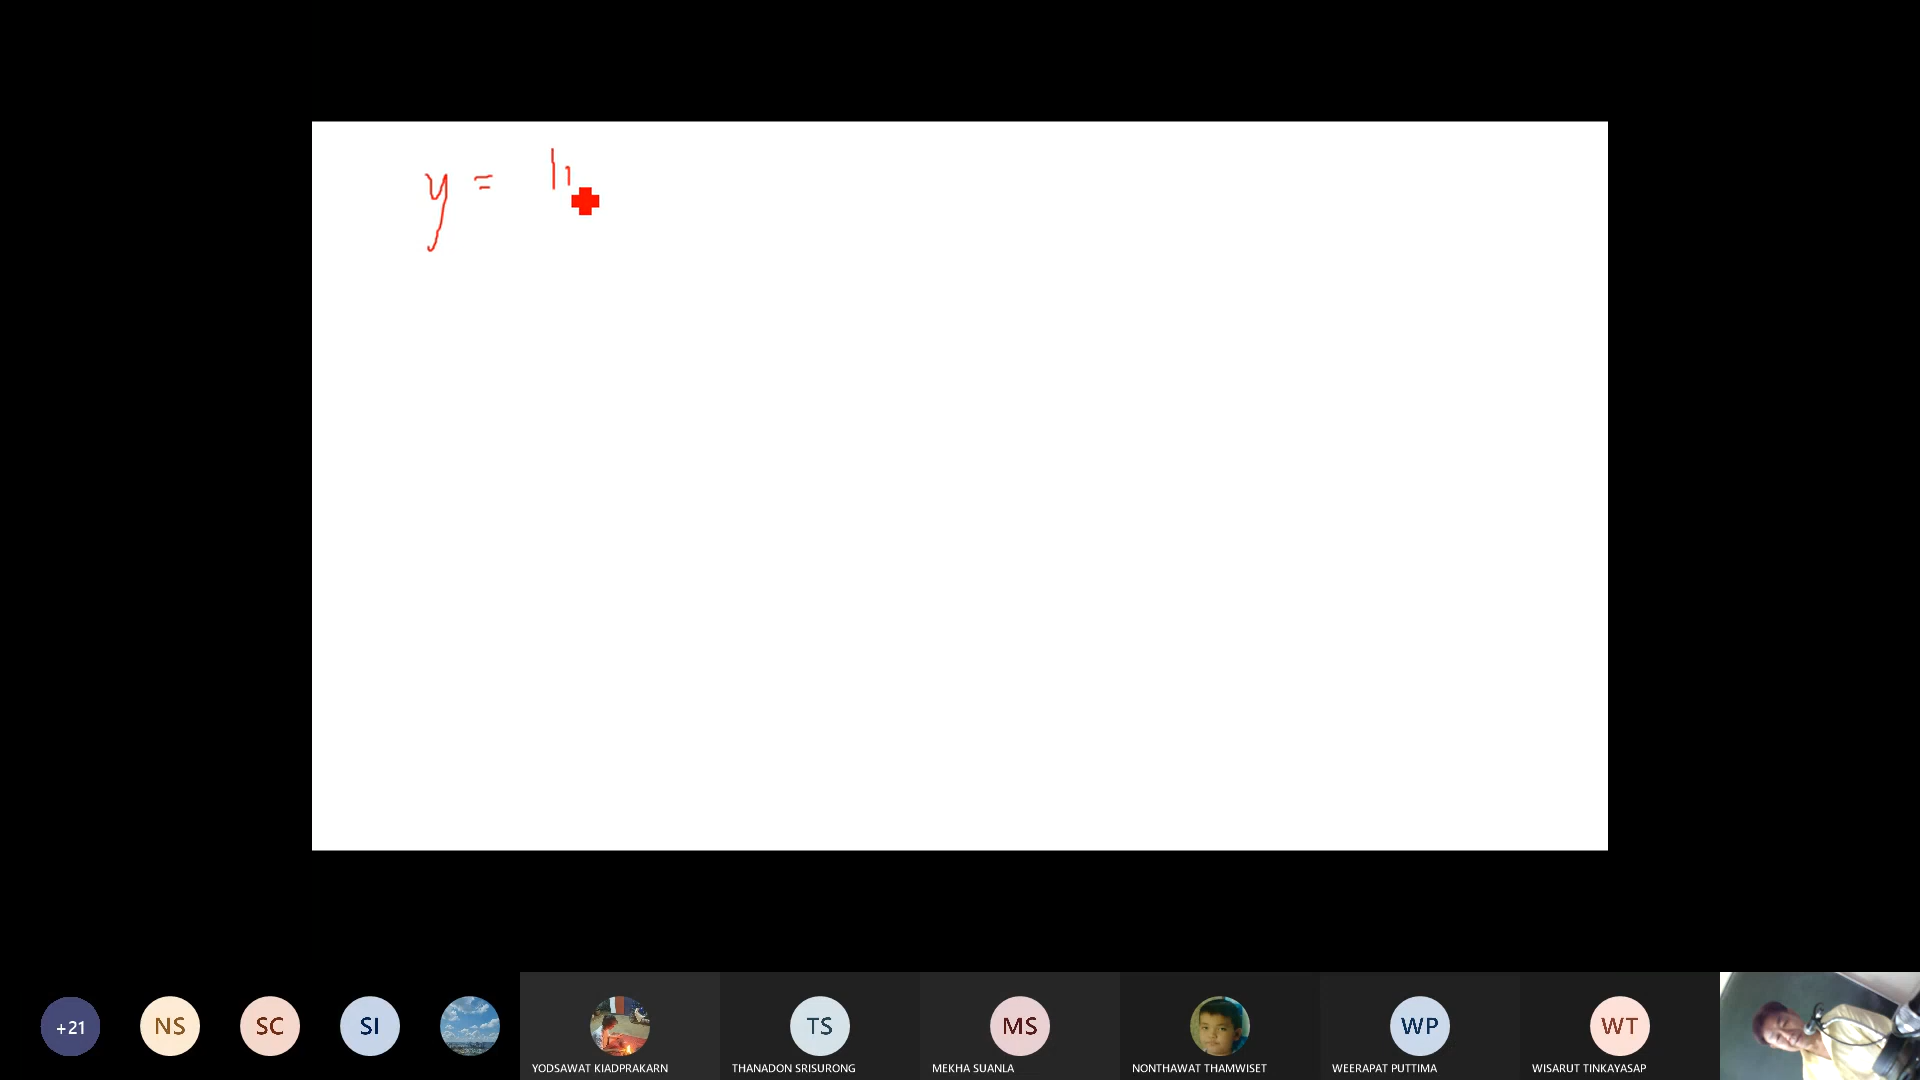 y =
+21
NS
SC
SI
TS
MS
WP
WT
YODSAWAT KIADPRAKARN
THANADON SRISURONG
MEKHA SUANLA
NONTHAWAT THAMWISET
WEERAPAT PUTTIMA
WISARUT TINKAYASAP